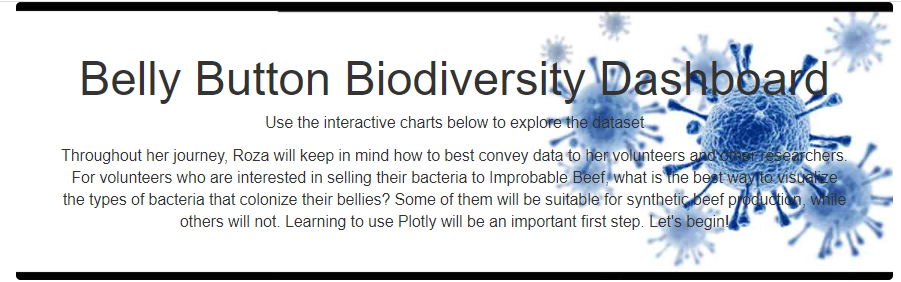 Belly Button Biodiversity Dashboard
Use the interactive charts below to explore the dataset
Throughout her journey, Roza will keep in mind how to best convey data to her volunteers and other researchers.
For volunteers who are interested in selling their bacteria to Improbable Beef, what is the best way to visualize
the types of bacteria that colonize their bellies? Some of them will be suitable for synthetic beef production, while
others will not. Learning to use Plotly will be an important first step. Let's begin!